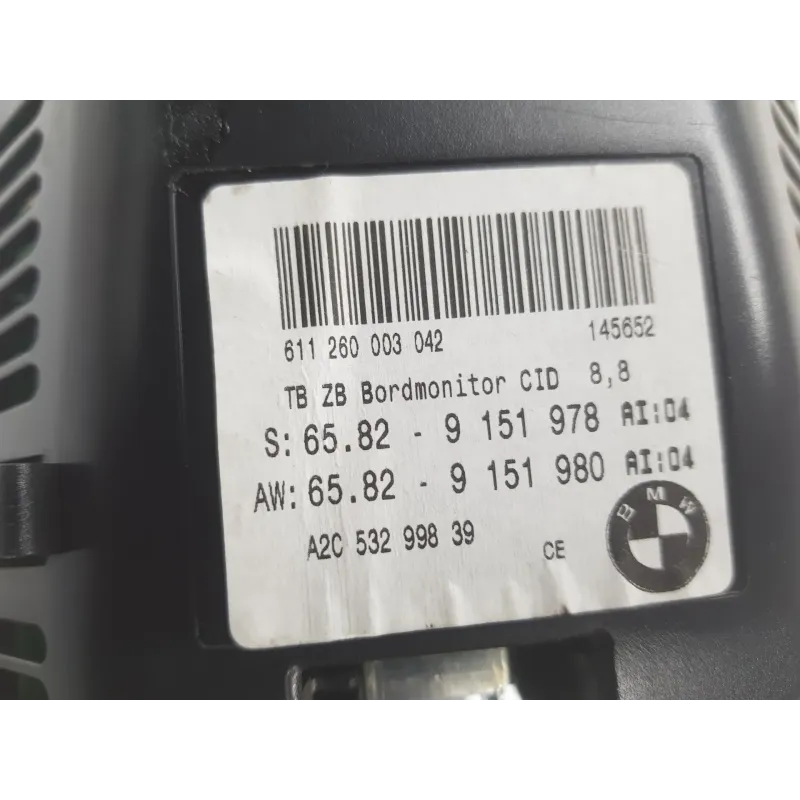 611 260 003 042 145652
TB ZB Bordmonitor CID 8,8
S: 65.82 - 9 151 978 AI:04
AW: 65.82 - 9 151 980 AI:04
A2C 532 998 39 CE
BMW